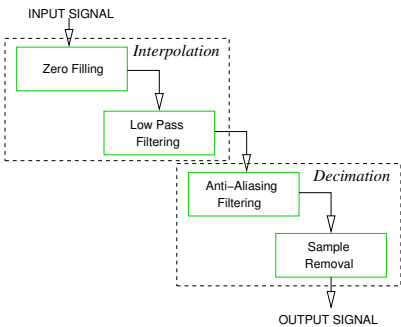 INPUT SIGNAL
Interpolation
Zero Filling
Low Pass
Filtering
Decimation
Anti-Aliasing
Filtering
Sample
Removal
OUTPUT SIGNAL